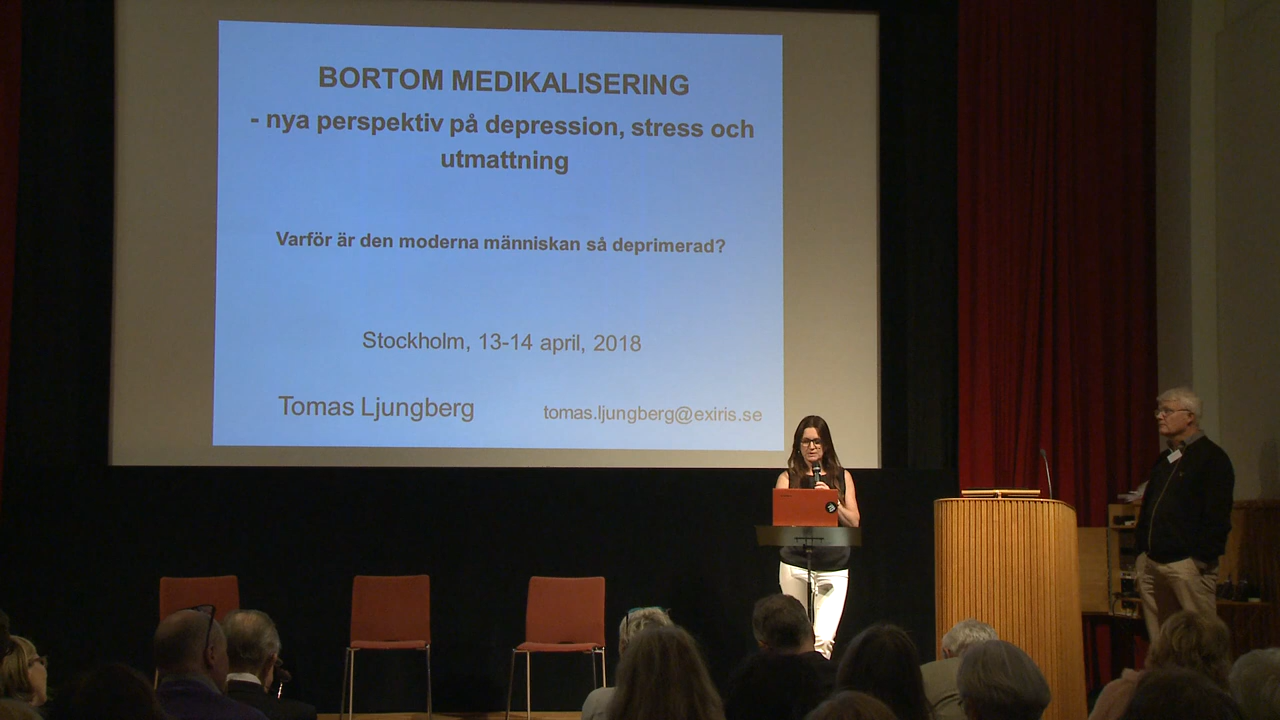 BORTOM MEDIKALISERING
- nya perspektiv på depression, stress och
utmattning
Varför är den moderna människan så deprimerad?
Stockholm, 13-14 april, 2018
Tomas Ljungberg tomas.ljungberg@exiris.se